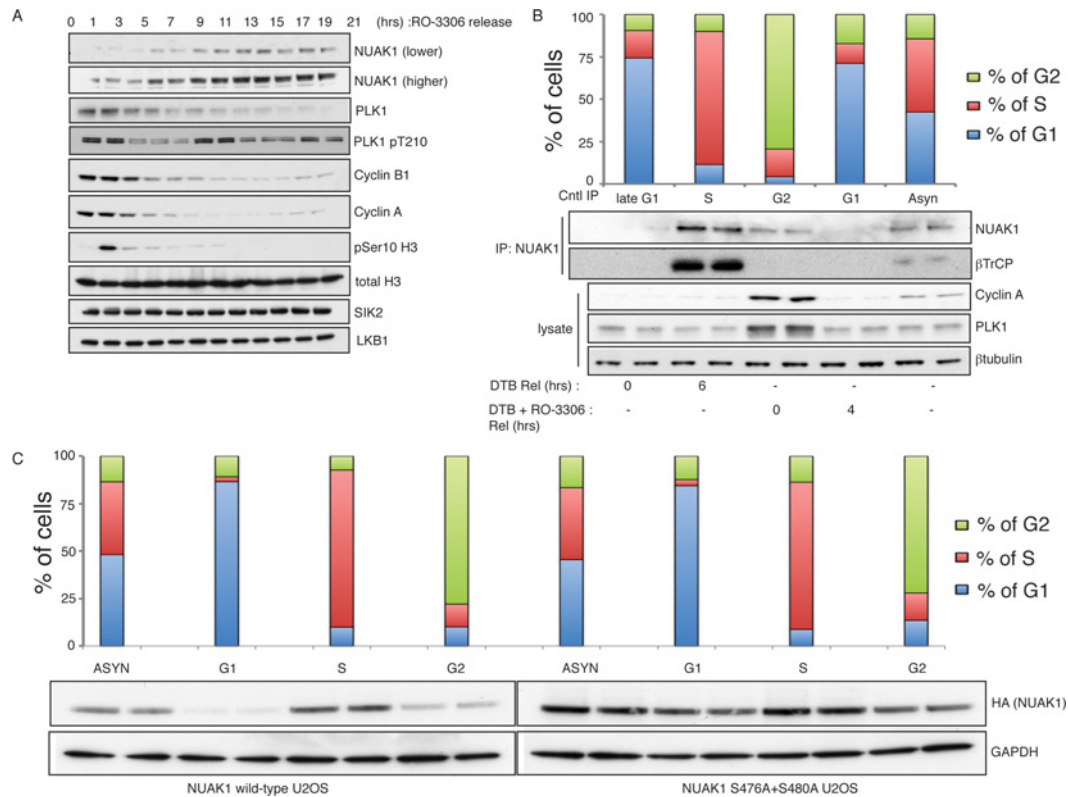 A
0 1 3 5 7 9 11 13 15 17 19 21 (hrs) :RO-3306 release
NUAK1 (lower)
NUAK1 (higher)
PLK1
PLK1 pT210
Cyclin B1
Cyclin A
pSer10 H3
total H3
SIK2
LKB1
B
% of cells
100
75
50
25
0
% of G2
% of S
% of G1
Cntl IP late G1 S G2 G1 Asyn
IP: NUAK1
NUAK1
βTrCP
lysate
Cyclin A
PLK1
βtubulin
DTB Rel (hrs) : 0 6 - - -
DTB + RO-3306 : - - 0 4 -
Rel (hrs)
C
% of cells
100
75
50
25
0
% of G2
% of S
% of G1
ASYN G1 S G2 ASYN G1 S G2
HA (NUAK1)
GAPDH
NUAK1 wild-type U2OS NUAK1 S476A+S480A U2OS